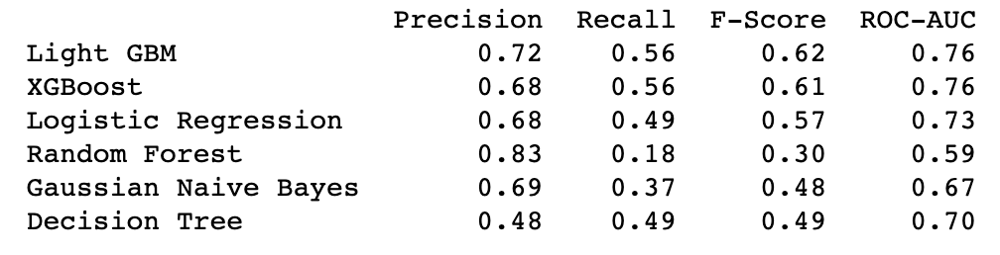 Precision Recall F-Score ROC-AUC
Light GBM 0.72 0.56 0.62 0.76
XGBoost 0.68 0.56 0.61 0.76
Logistic Regression 0.68 0.49 0.57 0.73
Random Forest 0.83 0.18 0.30 0.59
Gaussian Naive Bayes 0.69 0.37 0.48 0.67
Decision Tree 0.48 0.49 0.49 0.70